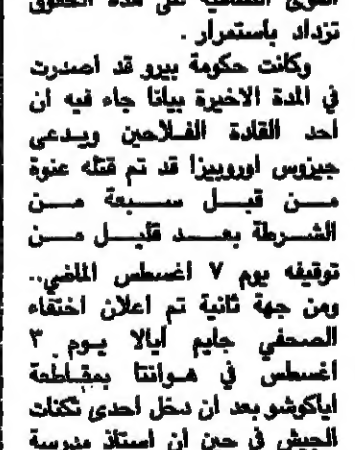 تزداد باستمرار .
وكانت حكومة بيرو قد اصدرت
في المدة الاخيرة بيانا جاء فيه ان
احد القادة الفلاحين ويدعى
جيزوس اوروبيزا قد تم قتله عنوة
من قبل سبعة من
الشرطة بعد قليل من
توقيفه يوم ٧ اغسطس الماضي..
ومن جهة ثانية تم اعلان اختفاء
الصحفي جايم ايالا يوم ٣
اغسطس في هوانتا بمقاطعة
اياكوشو بعد ان دخل احدى ثكنات
الجيش في حين ان استاذ مدرسة